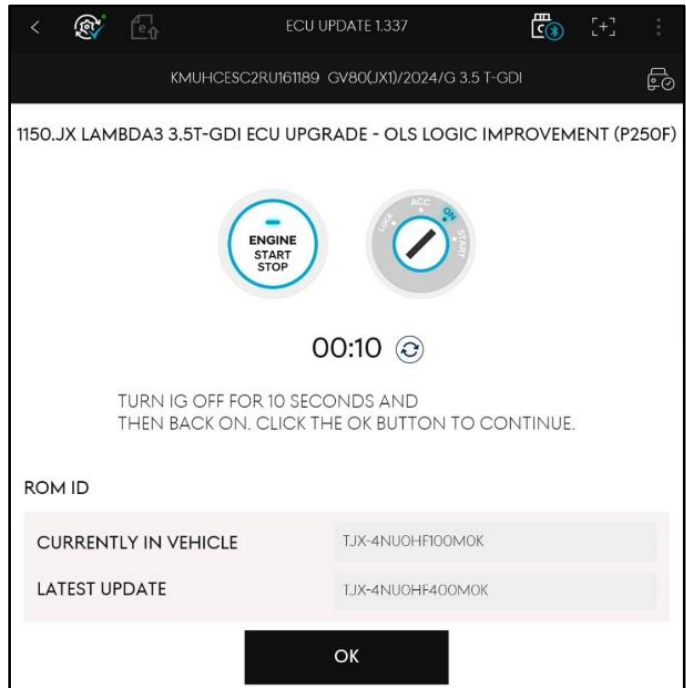 ECU UPDATE 1.337
KMUHCESC2RU161189 GV80(JX1)/2024/G 3.5 T-GDI
1150.JX LAMBDA3 3.5T-GDI ECU UPGRADE - OLS LOGIC IMPROVEMENT (P250F)
ENGINE
START
STOP
LOCK
ACC
ON
START
00:10
TURN IG OFF FOR 10 SECONDS AND
THEN BACK ON. CLICK THE OK BUTTON TO CONTINUE.
ROM ID
CURRENTLY IN VEHICLE TJX-4NU0HF100M0K
LATEST UPDATE TJX-4NU0HF400M0K
OK